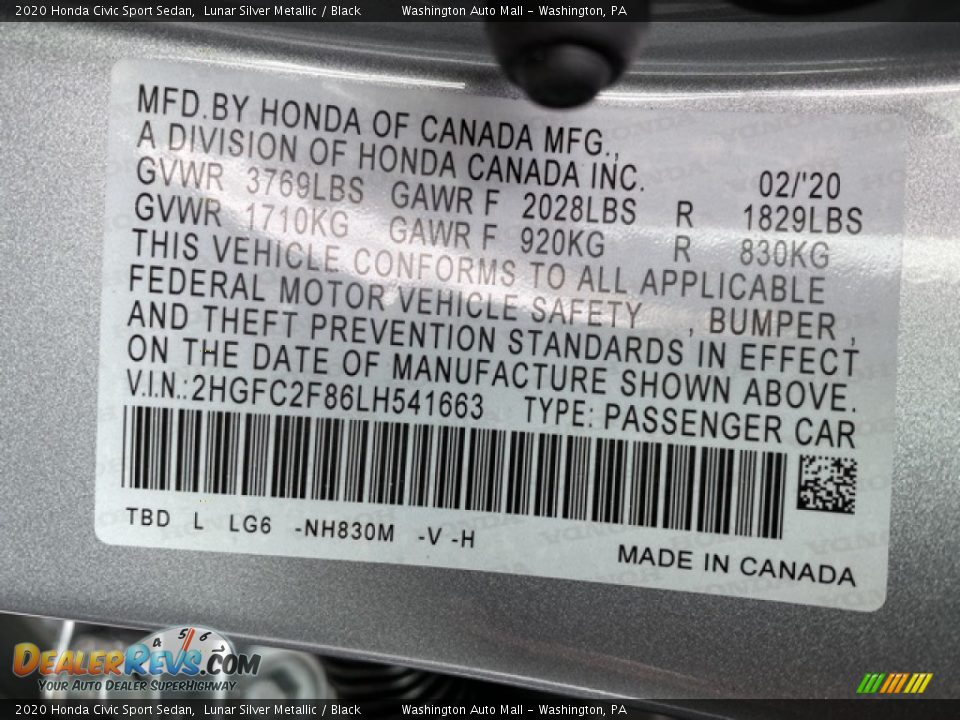 2020 Honda Civic Sport Sedan, Lunar Silver Metallic / Black Washington Auto Mall - Washington, PA
MFD.BY HONDA OF CANADA MFG.,
A DIVISION OF HONDA CANADA INC. 02/'20
GVWR 3769LBS GAWR F 2028LBS R 1829LBS
GVWR 1710KG GAWR F 920KG R 830KG
THIS VEHICLE CONFORMS TO ALL APPLICABLE
FEDERAL MOTOR VEHICLE SAFETY , BUMPER ,
AND THEFT PREVENTION STANDARDS IN EFFECT
ON THE DATE OF MANUFACTURE SHOWN ABOVE.
V.I.N.:2HGFC2F86LH541663 TYPE: PASSENGER CAR
TBD L LG6 -NH830M -V -H
MADE IN CANADA
4 5 6
DEALERREVS.COM
YOUR AUTO DEALER SUPERHIGHWAY
2020 Honda Civic Sport Sedan, Lunar Silver Metallic / Black Washington Auto Mall - Washington, PA